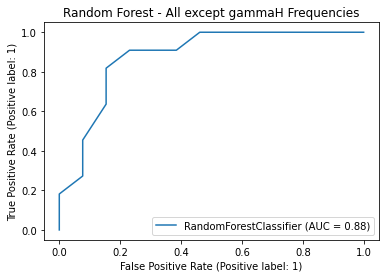 Random Forest - All except gammaH Frequencies
True Positive Rate (Positive label: 1)
1.0
0.8
0.6
0.4
0.2
0.0
RandomForestClassifier (AUC = 0.88)
0.0 0.2 0.4 0.6 0.8 1.0
False Positive Rate (Positive label: 1)